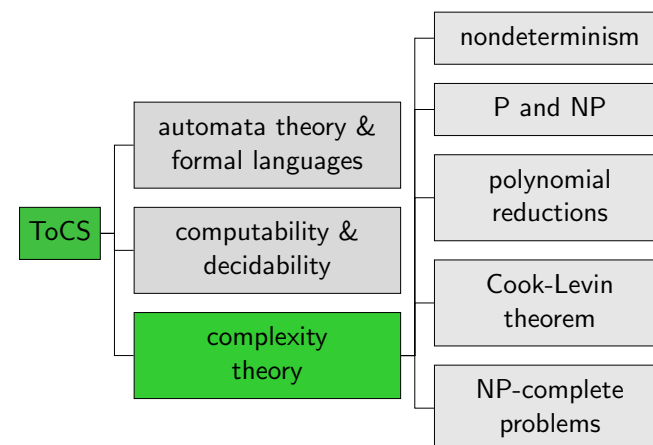 ToCS
automata theory &
formal languages
computability &
decidability
complexity
theory
nondeterminism
P and NP
polynomial
reductions
Cook-Levin
theorem
NP-complete
problems